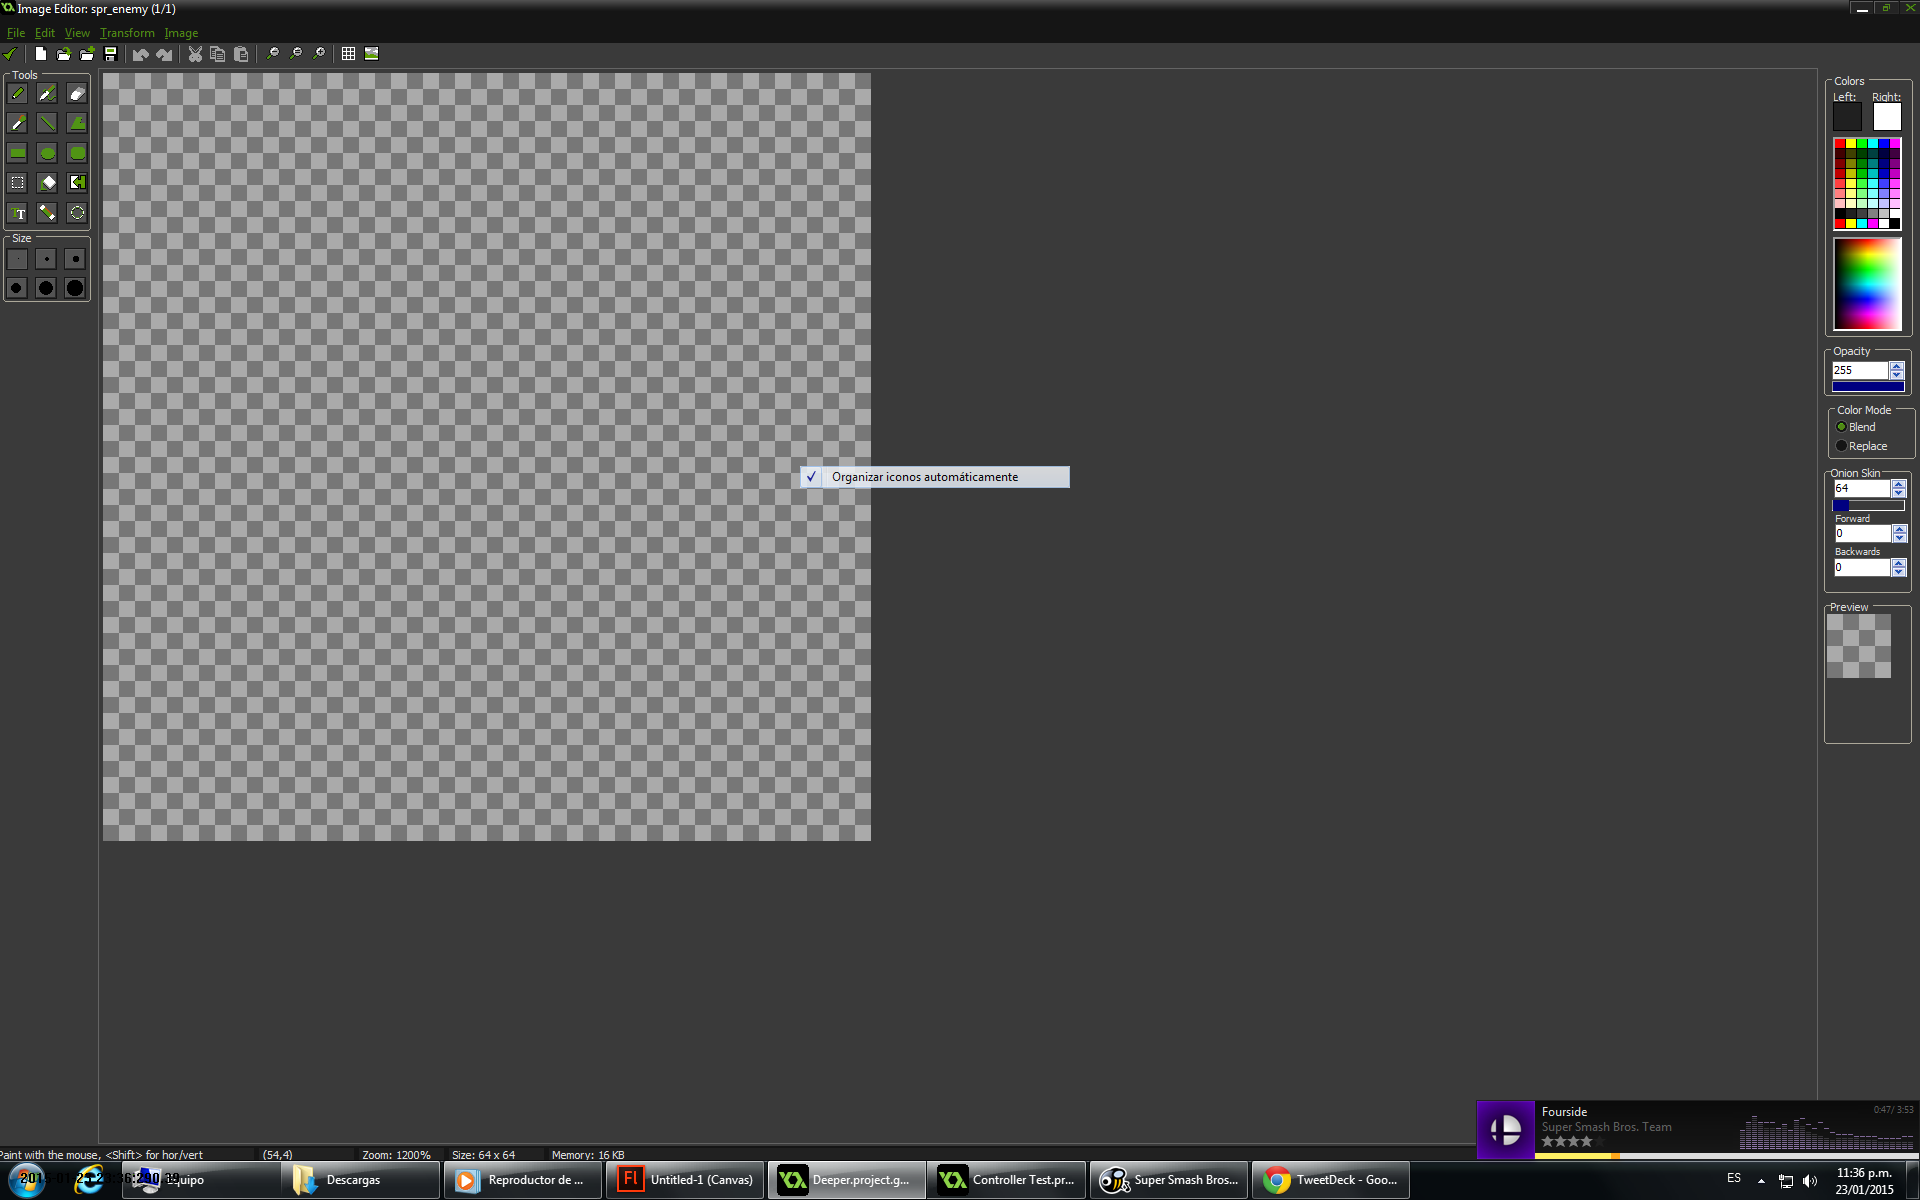 Image Editor: spr_enemy (1/1)
File Edit View Transform Image
Tools
TT
Size
Colors
Left: Right:
Opacity
255
Color Mode
Blend
Replace
Onion Skin
64
Forward
0
Backwards
0
Preview
Organizar iconos automáticamente
Fourside
0:47/ 3:53
Super Smash Bros. Team
Paint with the mouse, <Shift> for hor/vert (54,4) Zoom: 1200% Size: 64 x 64 Memory: 16 KB
Equipo
Descargas
Reproductor de ...
Fl Untitled-1 (Canvas)
Deeper.project.g...
Controller Test.pr...
Super Smash Bros...
TweetDeck - Goo...
ES
11:36 p.m.
23/01/2015